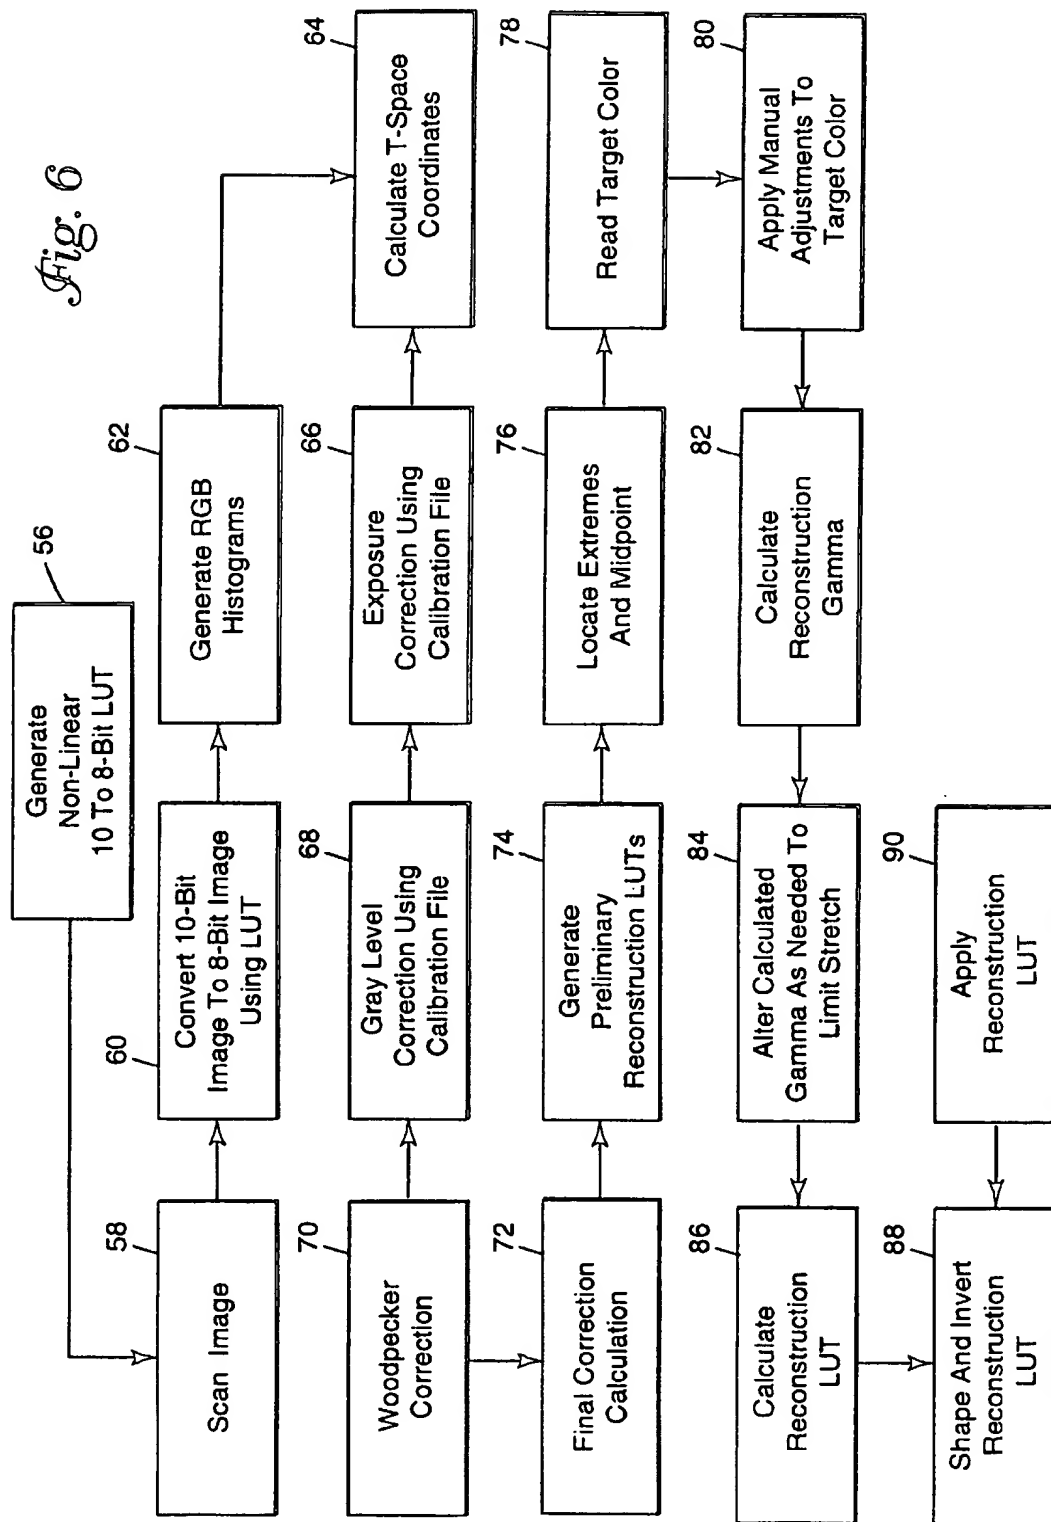 Fig. 6
56
Generate
Non-Linear
10 To 8-Bit LUT
58
Scan Image
60
Convert 10-Bit
Image To 8-Bit Image
Using LUT
62
Generate RGB
Histograms
64
Calculate T-Space
Coordinates
66
Exposure
Correction Using
Calibration File
68
Gray Level
Correction Using
Calibration File
70
Woodpecker
Correction
72
Final Correction
Calculation
74
Generate
Preliminary
Reconstruction LUTs
76
Locate Extremes
And Midpoint
78
Read Target Color
80
Apply Manual
Adjustments To
Target Color
82
Calculate
Reconstruction
Gamma
84
Alter Calculated
Gamma As Needed To
Limit Stretch
86
Calculate
Reconstruction
LUT
88
Shape And Invert
Reconstruction
LUT
90
Apply
Reconstruction
LUT